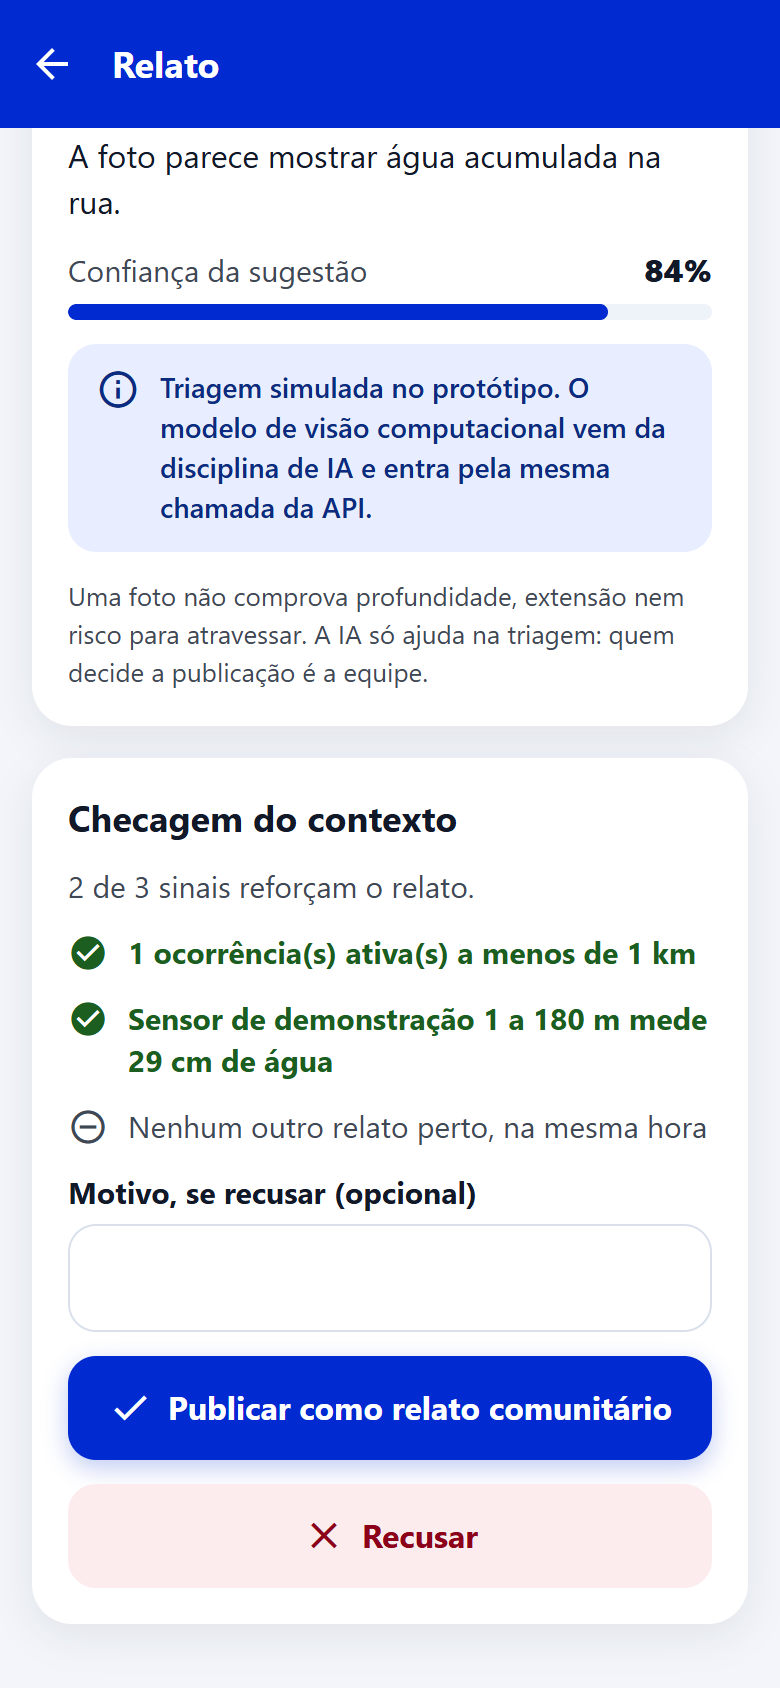 Relato
A foto parece mostrar água acumulada na
rua.
Confiança da sugestão 84%
Triagem simulada no protótipo. O
modelo de visão computacional vem da
disciplina de IA e entra pela mesma
chamada da API.
Uma foto não comprova profundidade, extensão nem
risco para atravessar. A IA só ajuda na triagem: quem
decide a publicação é a equipe.
Checagem do contexto
2 de 3 sinais reforçam o relato.
1 ocorrência(s) ativa(s) a menos de 1 km
Sensor de demonstração 1 a 180 m mede
29 cm de água
Nenhum outro relato perto, na mesma hora
Motivo, se recusar (opcional)
Publicar como relato comunitário
Recusar